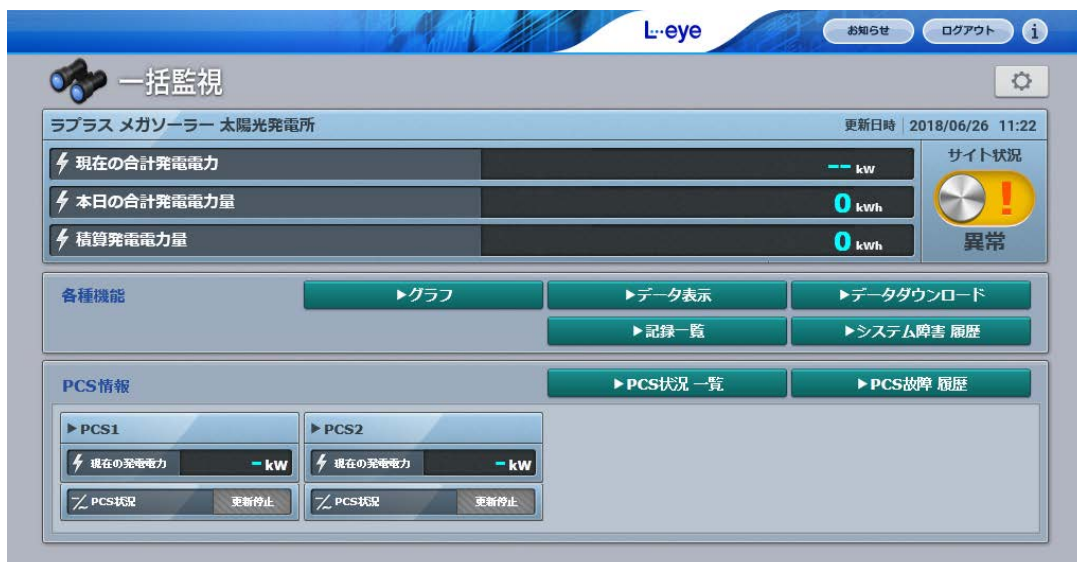 L・・・eye
お知らせ
ログアウト
i
一括監視
ラプラス メガソーラー 太陽光発電所
更新日時 2018/06/26 11:22
現在の合計発電電力
-- kW
サイト状況
本日の合計発電電力量
0 kWh
!
積算発電電力量
0 kWh
異常
各種機能
▶グラフ
▶データ表示
▶データダウンロード
▶記録一覧
▶システム障害 履歴
PCS情報
▶PCS状況 一覧
▶PCS故障 履歴
▶PCS1
▶PCS2
現在の発電電力
- kW
現在の発電電力
- kW
PCS状況
更新停止
PCS状況
更新停止